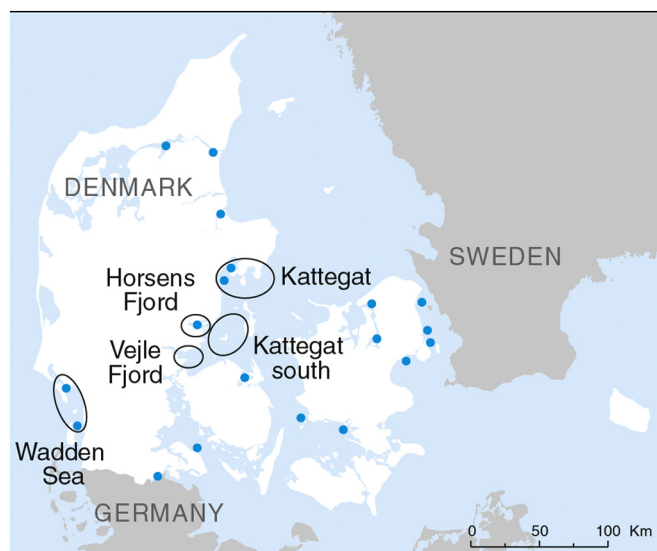 DENMARK
SWEDEN
Horsens
Fjord
Kattegat
Vejle
Fjord
Kattegat
south
Wadden
Sea
GERMANY
0 50 100 Km